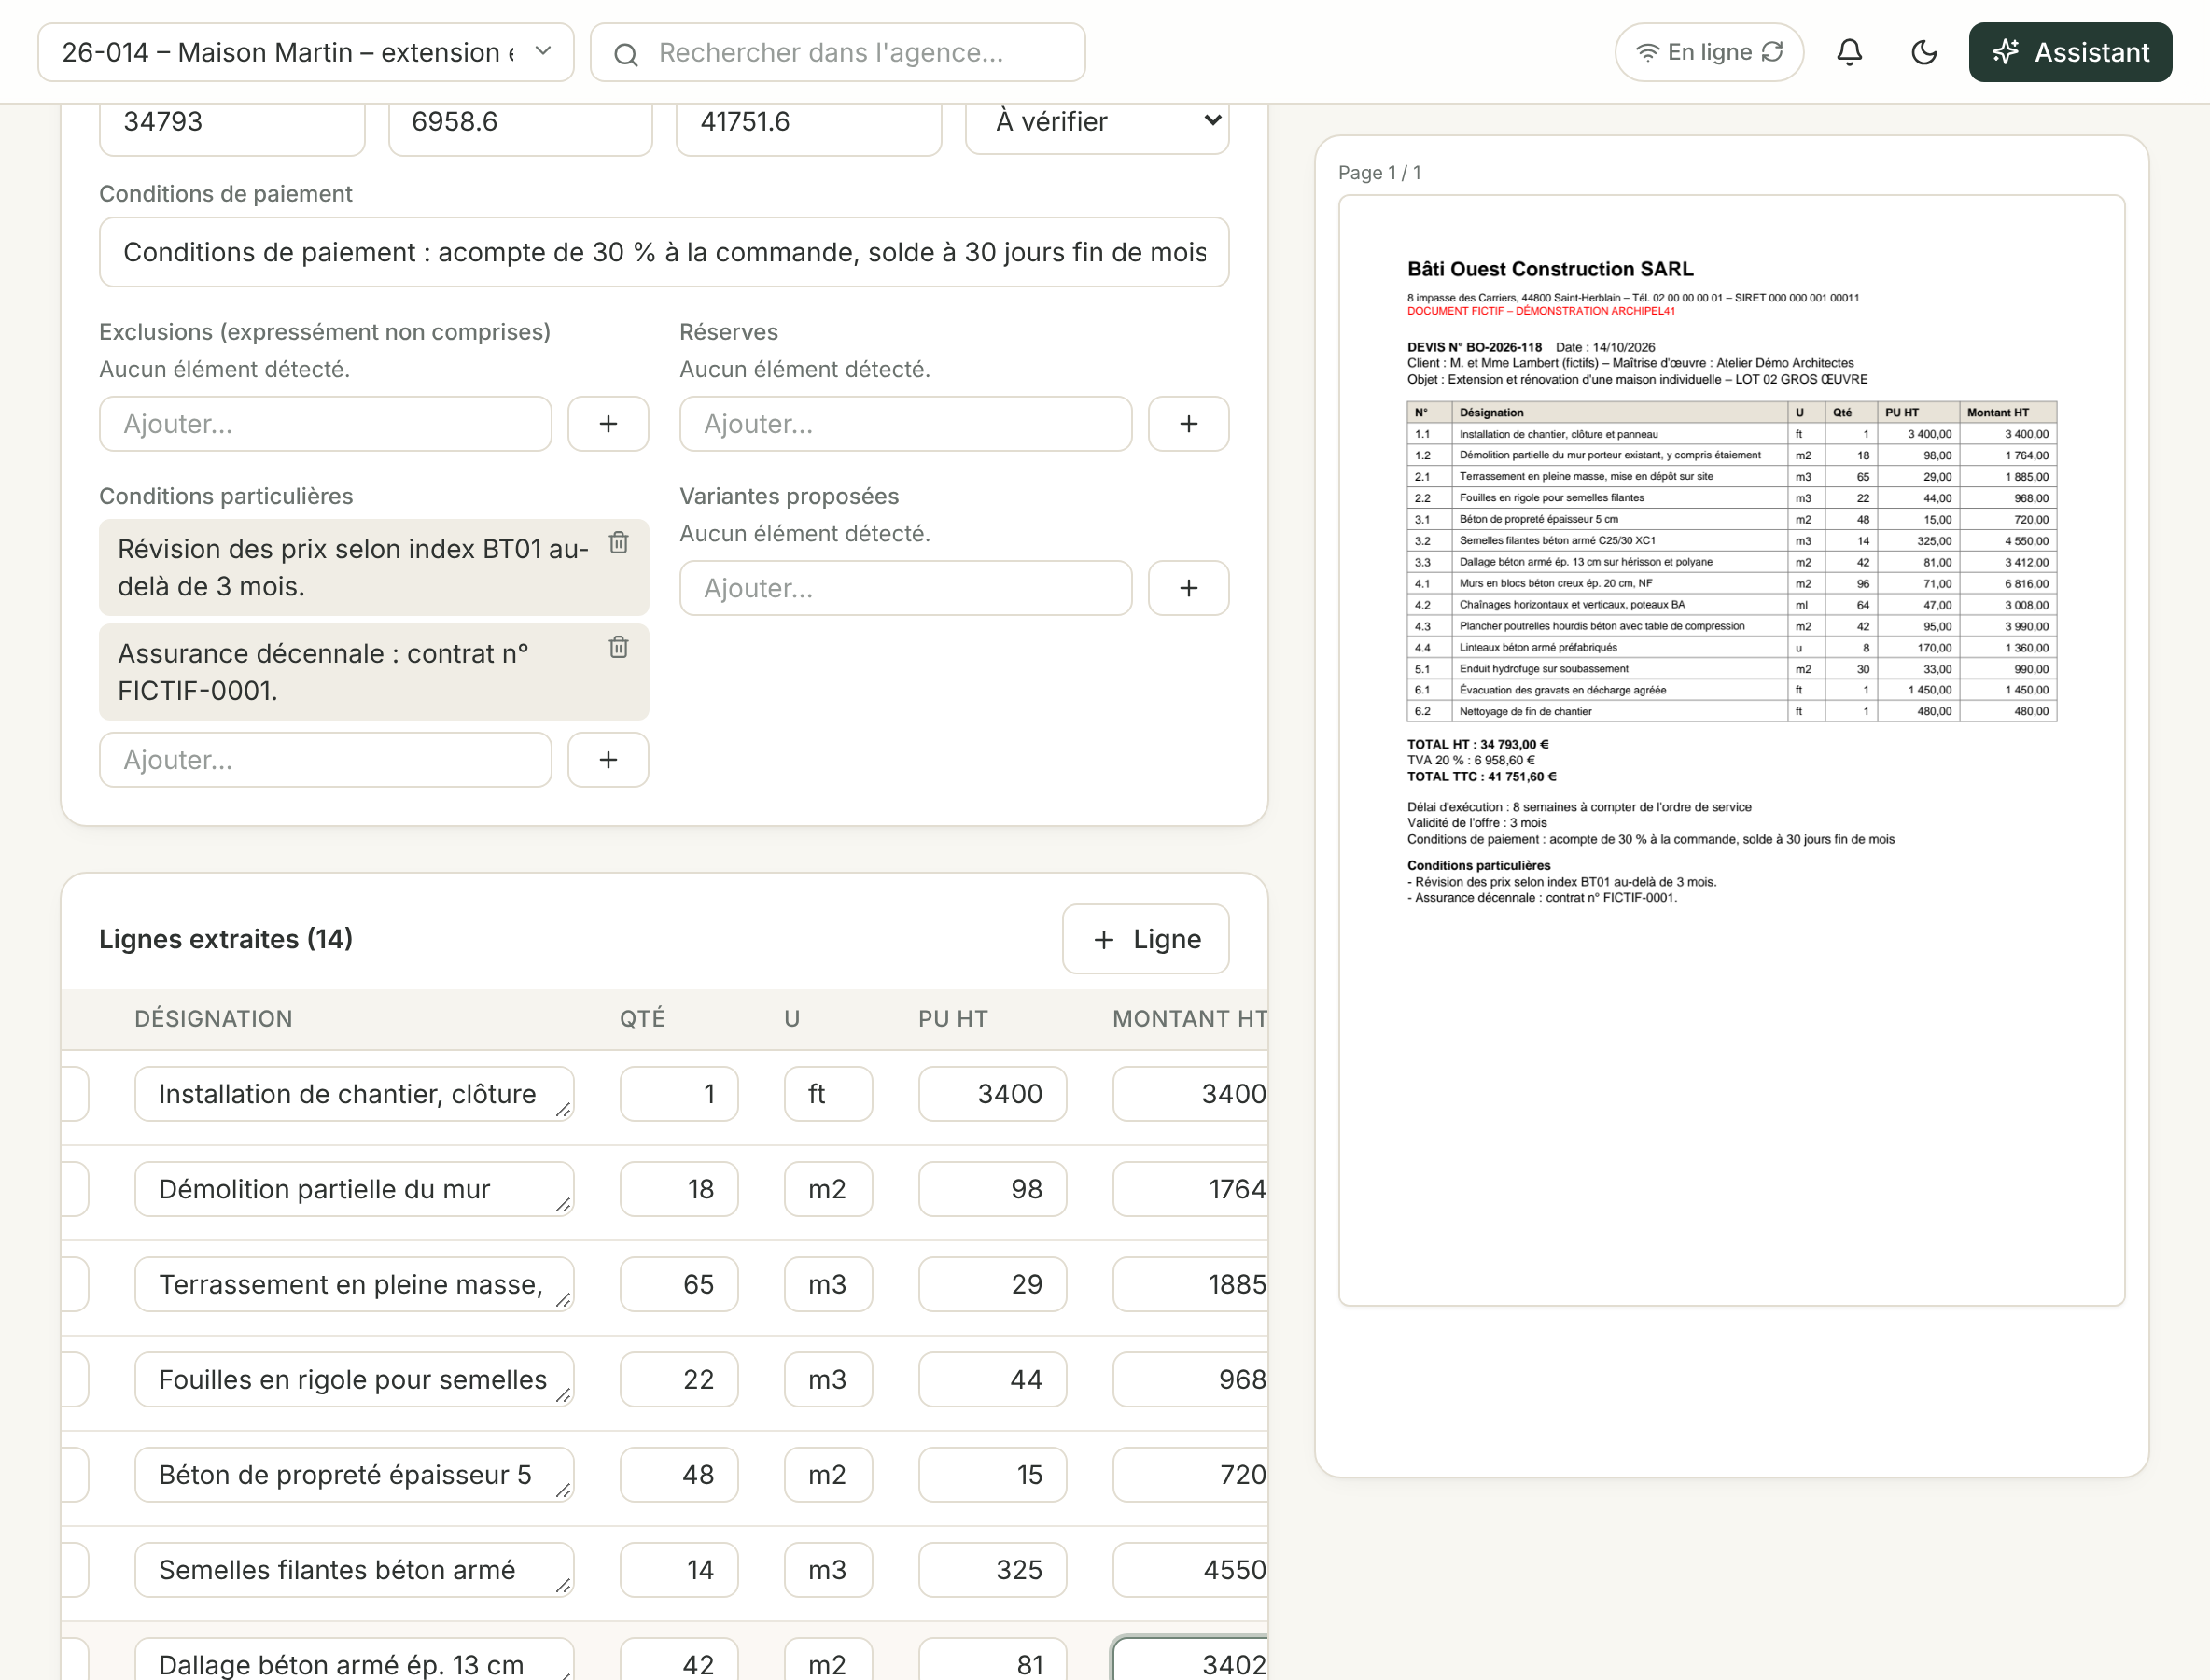 26-014 – Maison Martin – extension e
Rechercher dans l'agence...
En ligne
Assistant
34793
6958.6
41751.6
À vérifier
Conditions de paiement
Conditions de paiement : acompte de 30 % à la commande, solde à 30 jours fin de mois
Exclusions (expressément non comprises)
Réserves
Aucun élément détecté.
Aucun élément détecté.
Ajouter...
+
Ajouter...
+
Conditions particulières
Variantes proposées
Révision des prix selon index BT01 au-
delà de 3 mois.
Aucun élément détecté.
Ajouter...
+
Assurance décennale : contrat n°
FICTIF-0001.
Ajouter...
+
Lignes extraites (14)
+ Ligne
DÉSIGNATION QTÉ U PU HT MONTANT HT
Installation de chantier, clôture 1 ft 3400 3400
Démolition partielle du mur 18 m2 98 1764
Terrassement en pleine masse, 65 m3 29 1885
Fouilles en rigole pour semelles 22 m3 44 968
Béton de propreté épaisseur 5 48 m2 15 720
Semelles filantes béton armé 14 m3 325 4550
Dallage béton armé ép. 13 cm 42 m2 81 3402
Page 1 / 1
Bâti Ouest Construction SARL
8 impasse des Carriers, 44800 Saint-Herblain – Tél. 02 00 00 00 01 – SIRET 000 000 001 00011
DOCUMENT FICTIF – DÉMONSTRATION ARCHIPEL41
DEVIS N° BO-2026-118 Date : 14/10/2026
Client : M. et Mme Lambert (fictifs) – Maîtrise d'œuvre : Atelier Démo Architectes
Objet : Extension et rénovation d'une maison individuelle – LOT 02 GROS ŒUVRE
N° Désignation U Qté PU HT Montant HT
1.1 Installation de chantier, clôture et panneau ft 1 3 400,00 3 400,00
1.2 Démolition partielle du mur porteur existant, y compris étaiement m2 18 98,00 1 764,00
2.1 Terrassement en pleine masse, mise en dépôt sur site m3 65 29,00 1 885,00
2.2 Fouilles en rigole pour semelles filantes m3 22 44,00 968,00
3.1 Béton de propreté épaisseur 5 cm m2 48 15,00 720,00
3.2 Semelles filantes béton armé C25/30 XC1 m3 14 325,00 4 550,00
3.3 Dallage béton armé ép. 13 cm sur hérisson et polyane m2 42 81,00 3 412,00
4.1 Murs en blocs béton creux ép. 20 cm, NF m2 96 71,00 6 816,00
4.2 Chaînages horizontaux et verticaux, poteaux BA ml 64 47,00 3 008,00
4.3 Plancher poutrelles hourdis béton avec table de compression m2 42 95,00 3 990,00
4.4 Linteaux béton armé préfabriqués u 8 170,00 1 360,00
5.1 Enduit hydrofuge sur soubassement m2 30 33,00 990,00
6.1 Évacuation des gravats en décharge agréée ft 1 1 450,00 1 450,00
6.2 Nettoyage de fin de chantier ft 1 480,00 480,00
TOTAL HT : 34 793,00 €
TVA 20 % : 6 958,60 €
TOTAL TTC : 41 751,60 €
Délai d'exécution : 8 semaines à compter de l'ordre de service
Validité de l'offre : 3 mois
Conditions de paiement : acompte de 30 % à la commande, solde à 30 jours fin de mois
Conditions particulières
- Révision des prix selon index BT01 au-delà de 3 mois.
- Assurance décennale : contrat n° FICTIF-0001.